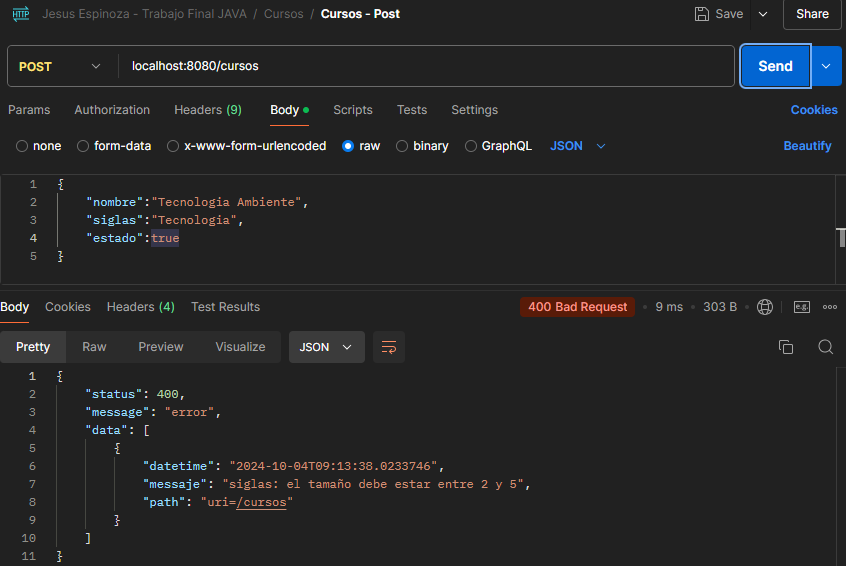 HTTP Jesus Espinoza - Trabajo Final JAVA / Cursos / Cursos - Post Save Share
POST localhost:8080/cursos Send
Params Authorization Headers (9) Body Scripts Tests Settings Cookies
none form-data x-www-form-urlencoded raw binary GraphQL JSON Beautify
1 {
2 "nombre":"Tecnologia Ambiente",
3 "siglas":"Tecnologia",
4 "estado":true
5 }
Body Cookies Headers (4) Test Results 400 Bad Request 9 ms 303 B e.g.
Pretty Raw Preview Visualize JSON
1 {
2 "status": 400,
3 "message": "error",
4 "data": [
5 {
6 "datetime": "2024-10-04T09:13:38.0233746",
7 "messaje": "siglas: el tamaño debe estar entre 2 y 5",
8 "path": "uri=/cursos"
9 }
10 ]
11 }